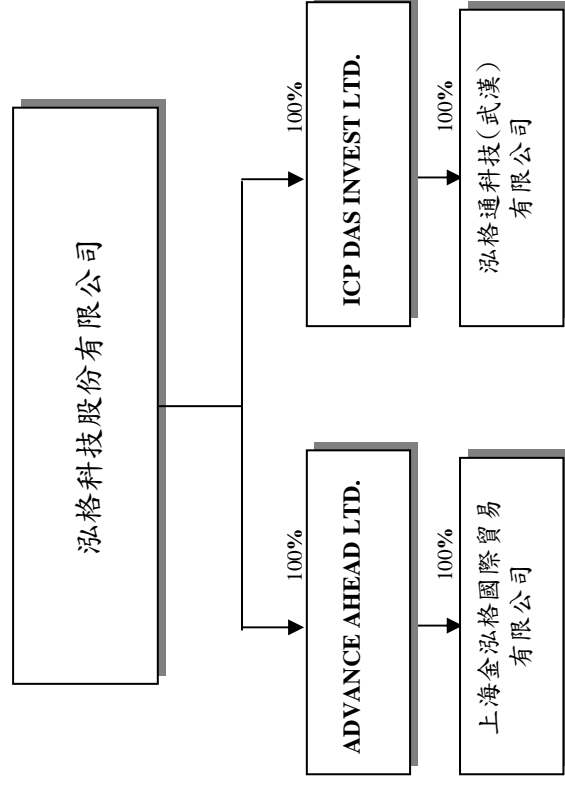 泓格科技股份有限公司
100%
100%
ADVANCE AHEAD LTD.
ICP DAS INVEST LTD.
100%
100%
上海金泓格國際貿易
有限公司
泓格通科技(武漢)
有限公司